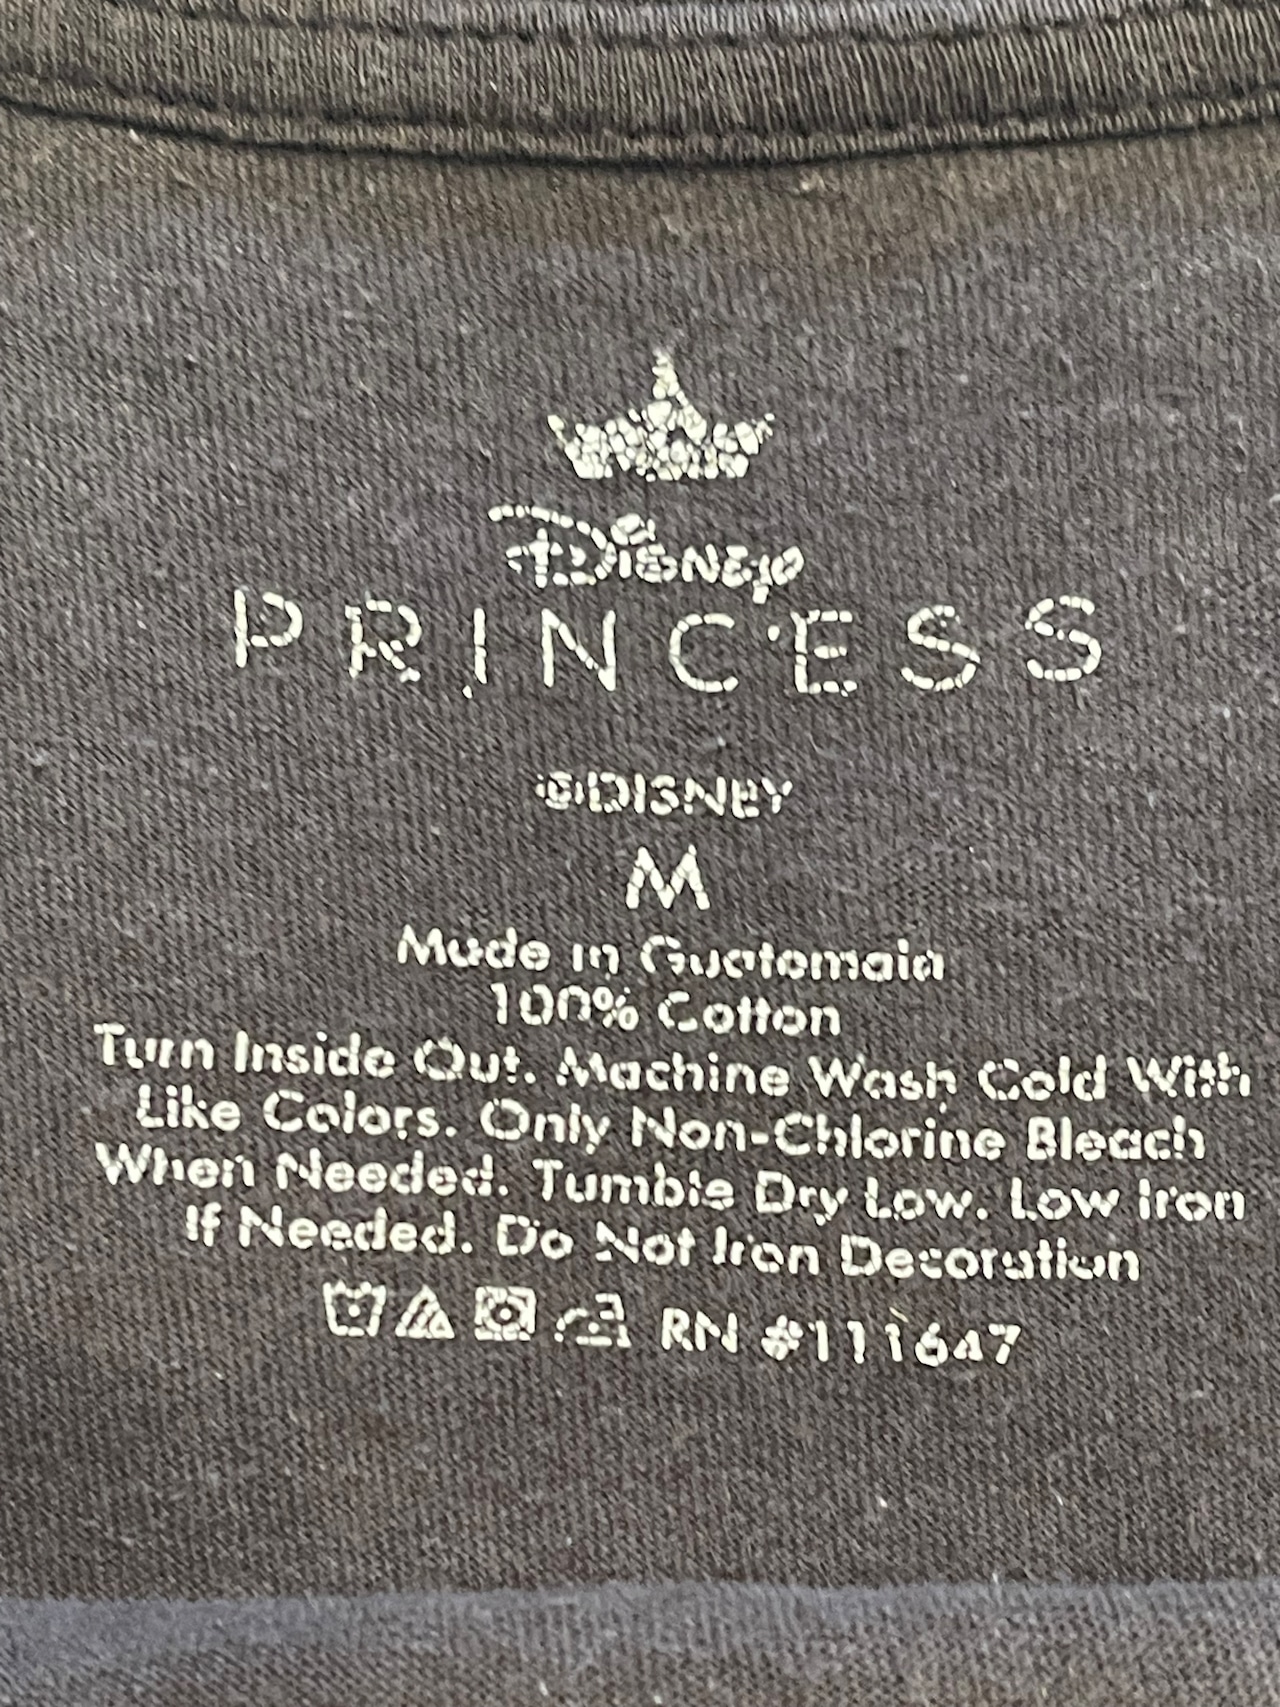 Disney
PRINCESS
©DISNEY
M
Made in Guatemala
100% Cotton
Turn Inside Out. Machine Wash Cold With
Like Colors. Only Non-Chlorine Bleach
When Needed. Tumble Dry Low. Low Iron
If Needed. Do Not Iron Decoration
RN #111647